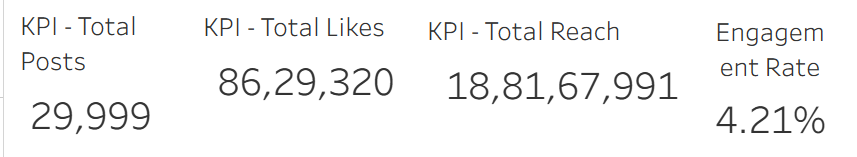 KPI - Total
Posts
29,999
KPI - Total Likes
86,29,320
KPI - Total Reach
18,81,67,991
Engagem
ent Rate
4.21%